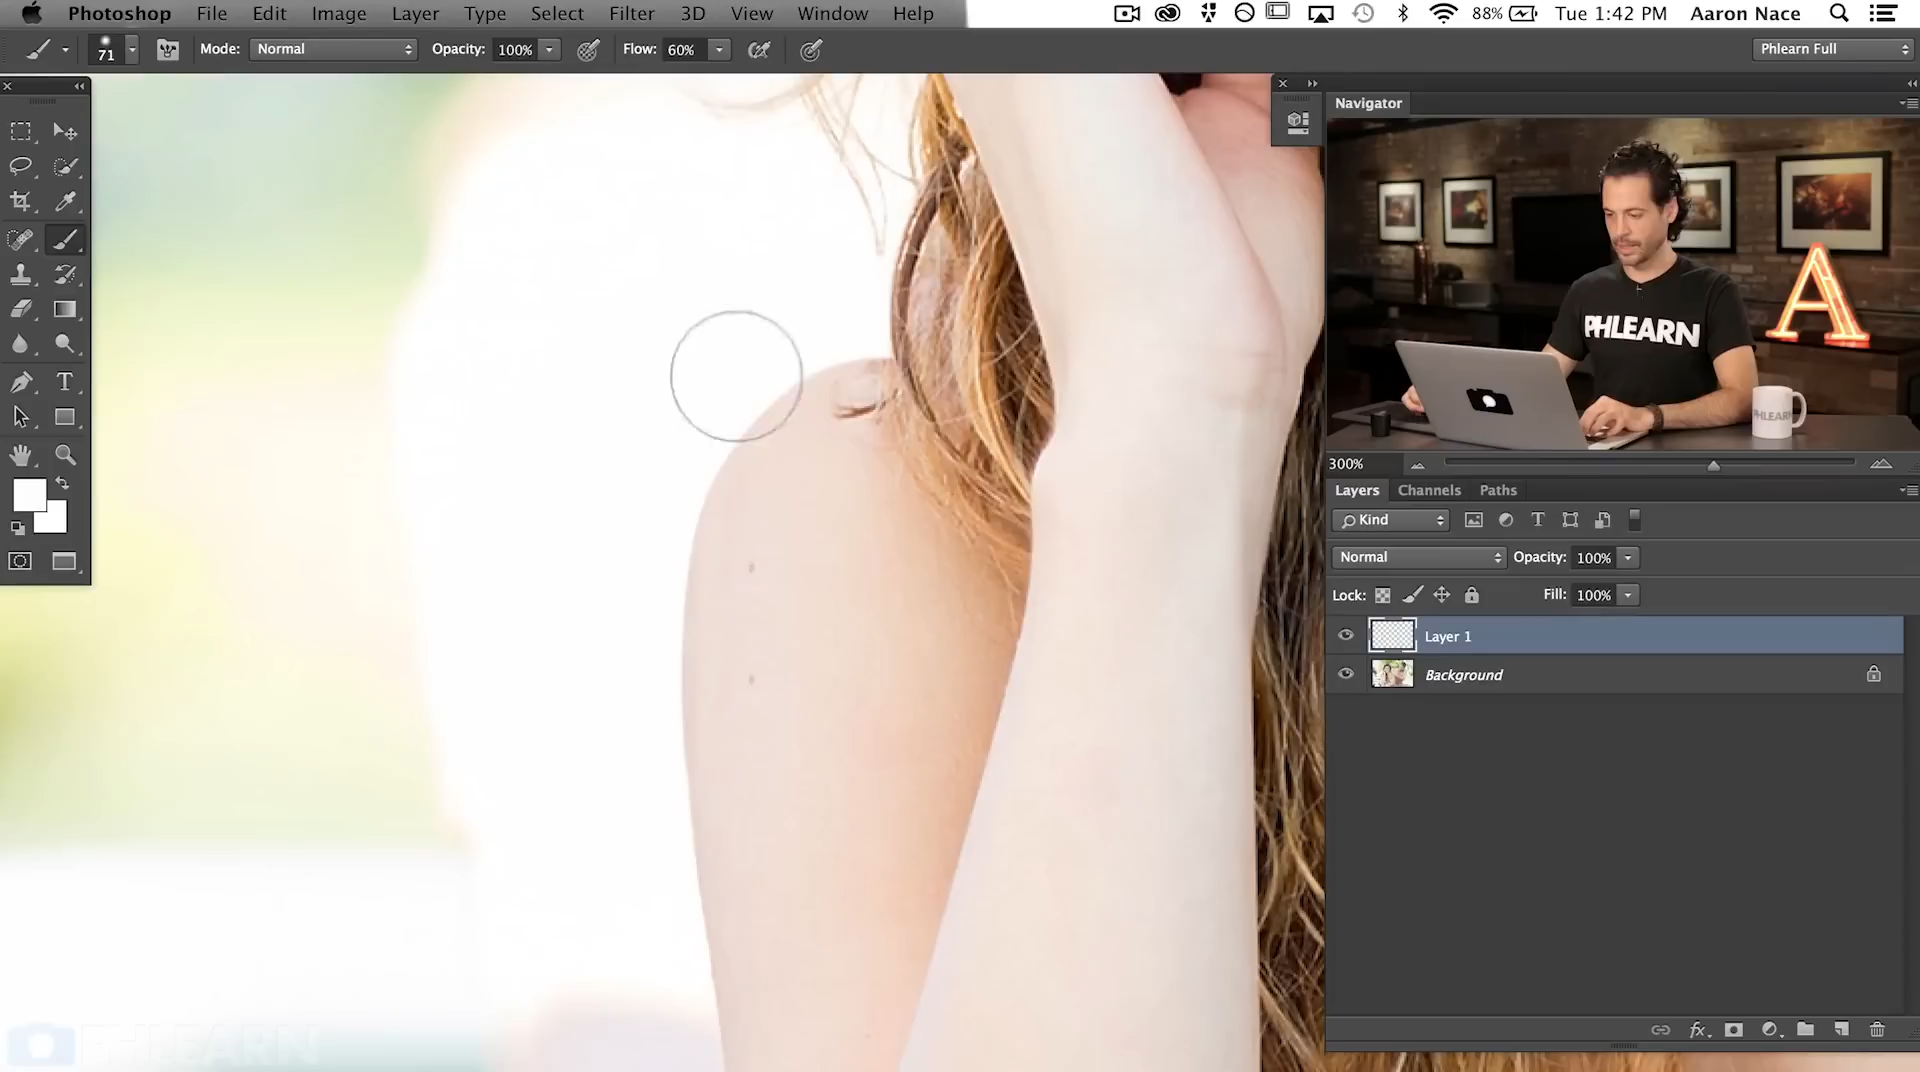 Photoshop File Edit Image Layer Type Select Filter 3D View Window Help 88% Tue 1:42 PM Aaron Nace
71 Mode: Normal Opacity: 100% Flow: 60% Phlearn Full
Navigator
A
PHLEARN
PHLEARN
300%
Layers Channels Paths
Kind
Normal Opacity: 100%
Lock: Fill: 100%
Layer 1
Background
PHLEARN